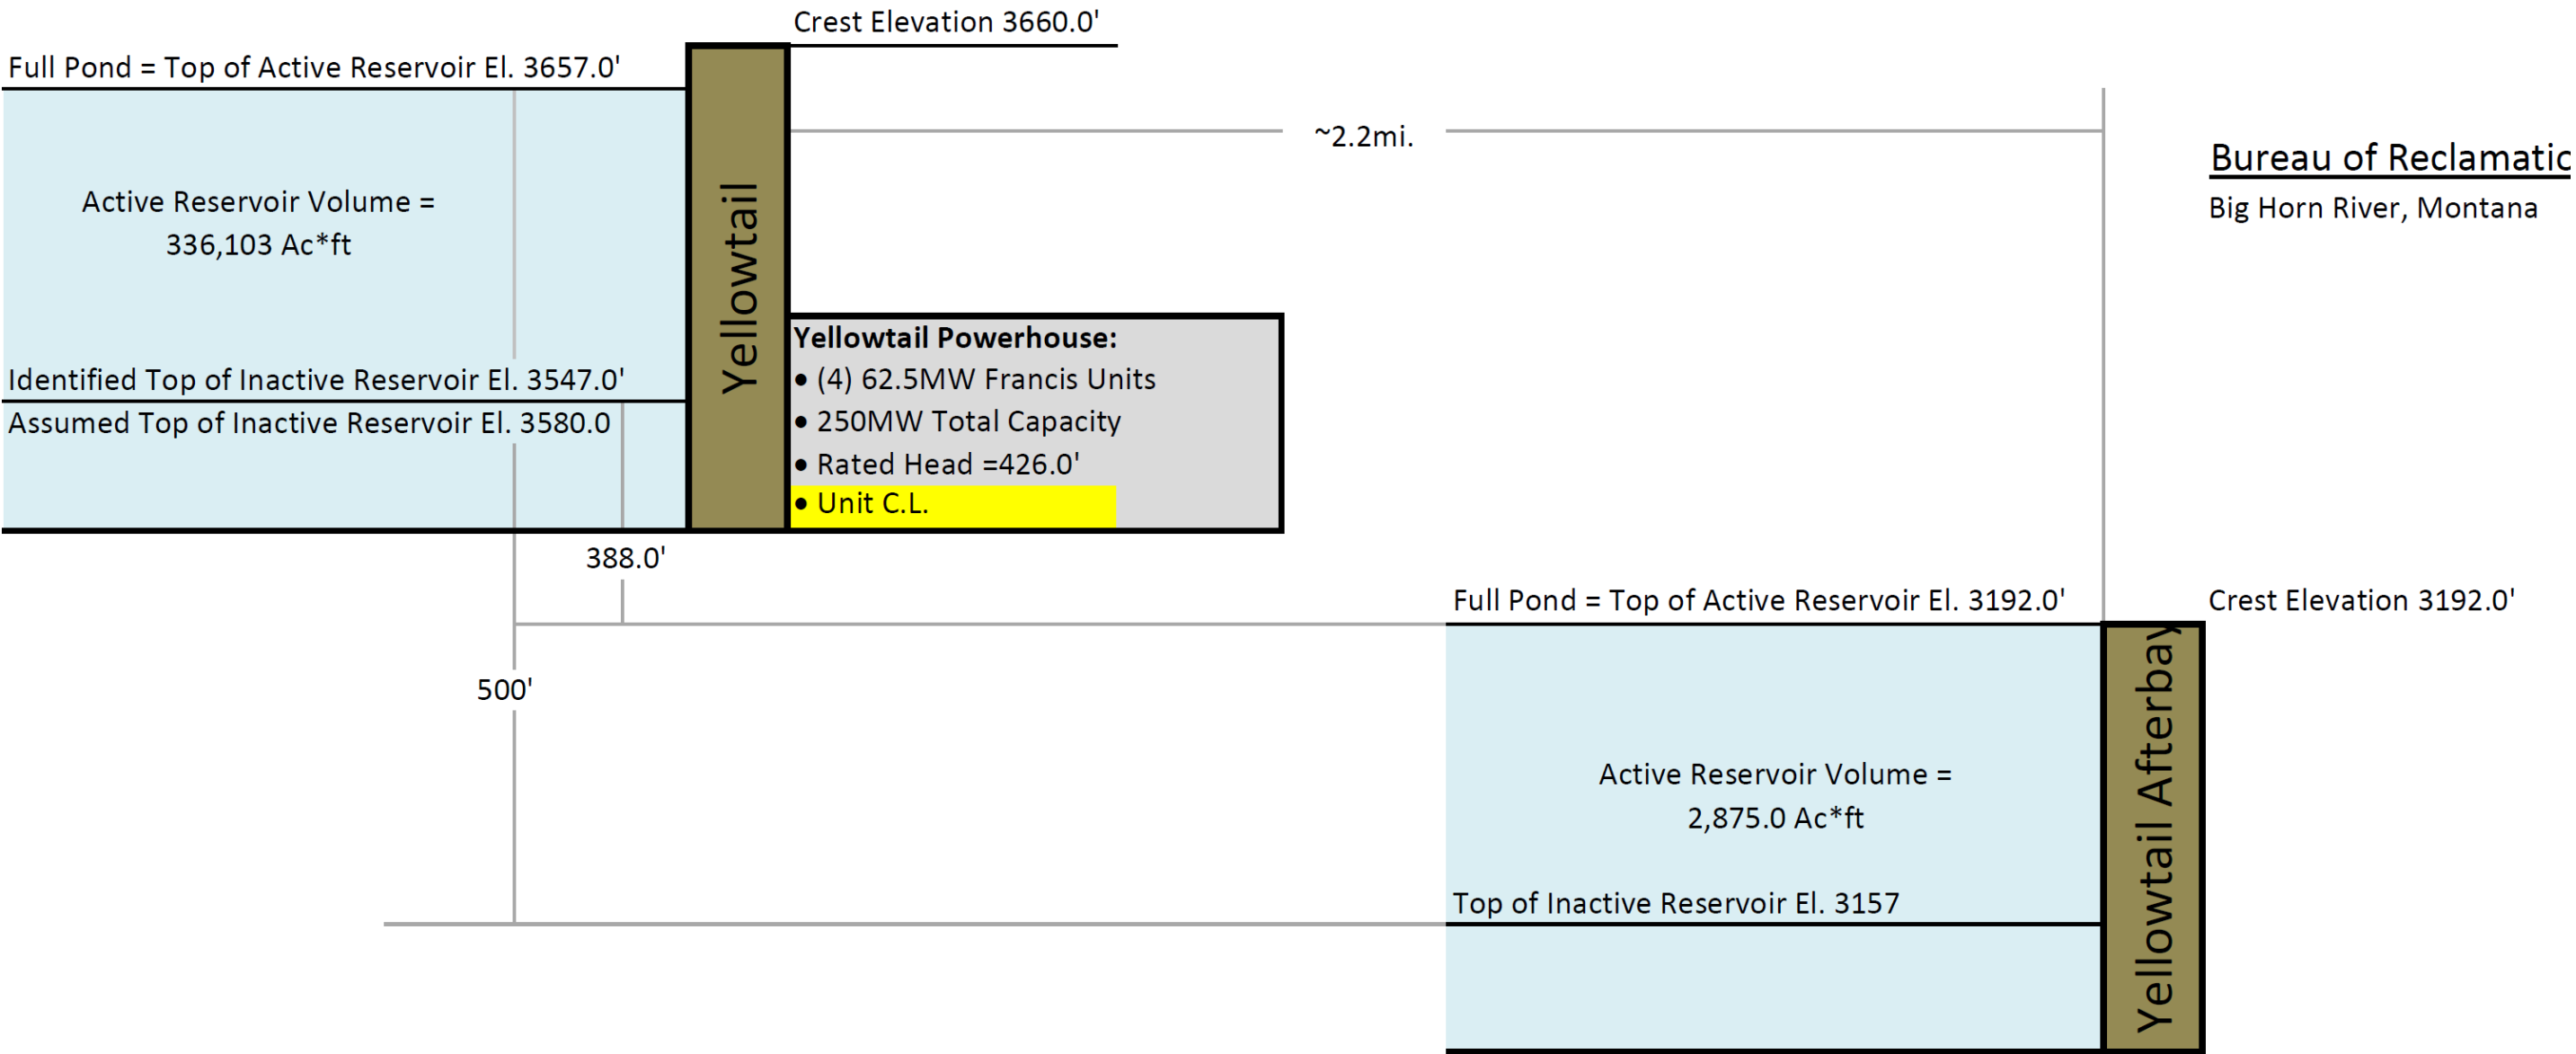 Crest Elevation 3660.0'
Full Pond = Top of Active Reservoir El. 3657.0'
~2.2mi.
Bureau of Reclamatic
Big Horn River, Montana
Active Reservoir Volume =
336,103 Ac*ft
Yellowtail
Yellowtail Powerhouse:
• (4) 62.5MW Francis Units
• 250MW Total Capacity
• Rated Head =426.0'
• Unit C.L.
Identified Top of Inactive Reservoir El. 3547.0'
Assumed Top of Inactive Reservoir El. 3580.0
388.0'
500'
Full Pond = Top of Active Reservoir El. 3192.0'
Crest Elevation 3192.0'
Active Reservoir Volume =
2,875.0 Ac*ft
Top of Inactive Reservoir El. 3157
Yellowtail Afterbay